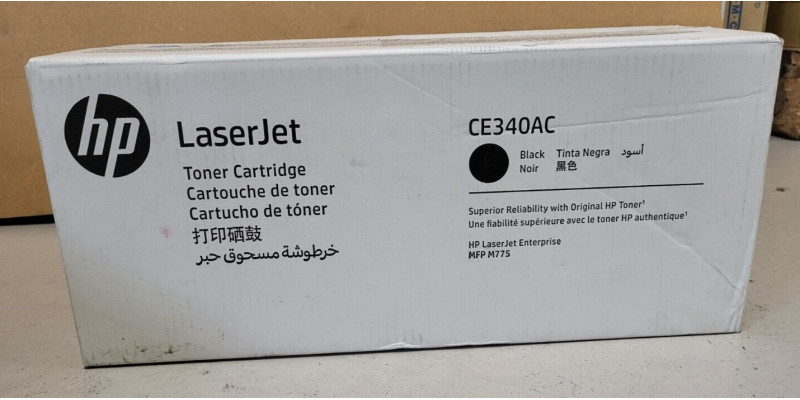 hp
LaserJet
Toner Cartridge
Cartouche de toner
Cartucho de tóner
打印硒鼓
خرطوشة مسحوق حبر
CE340AC
Black Tinta Negra أسود
Noir 黑色
Superior Reliability with Original HP Toner¹
Une fiabilité supérieure avec le toner HP authentique¹
HP LaserJet Enterprise
MFP M775